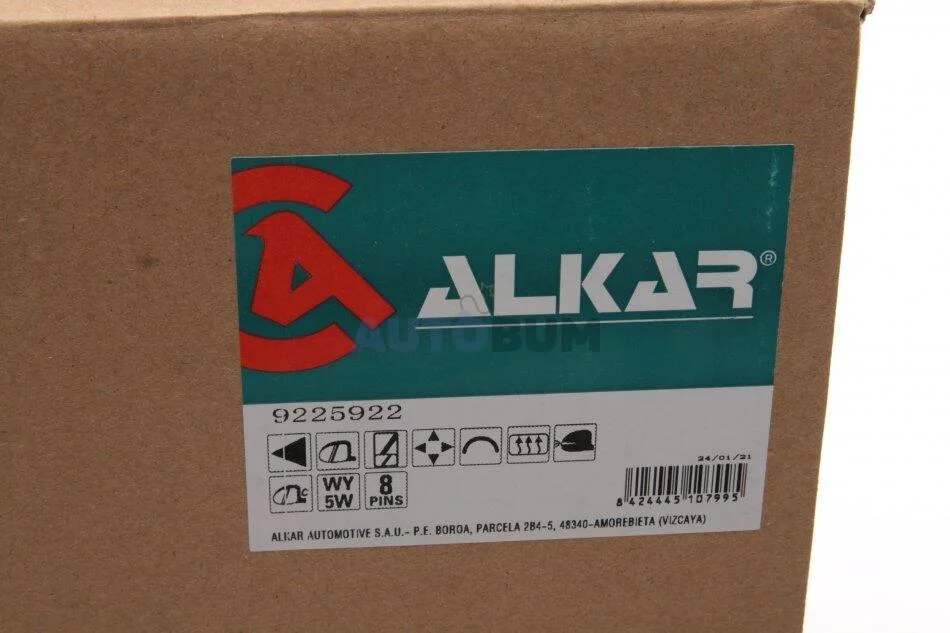 ALKAR®
AUTOBUM
9225922
24/01/21
c WY 5W 8 PINS
8 424445 107995
ALKAR AUTOMOTIVE S.A.U.- P.E. BOROA, PARCELA 2B4-5, 48340-AMOREBIETA (VIZCAYA)